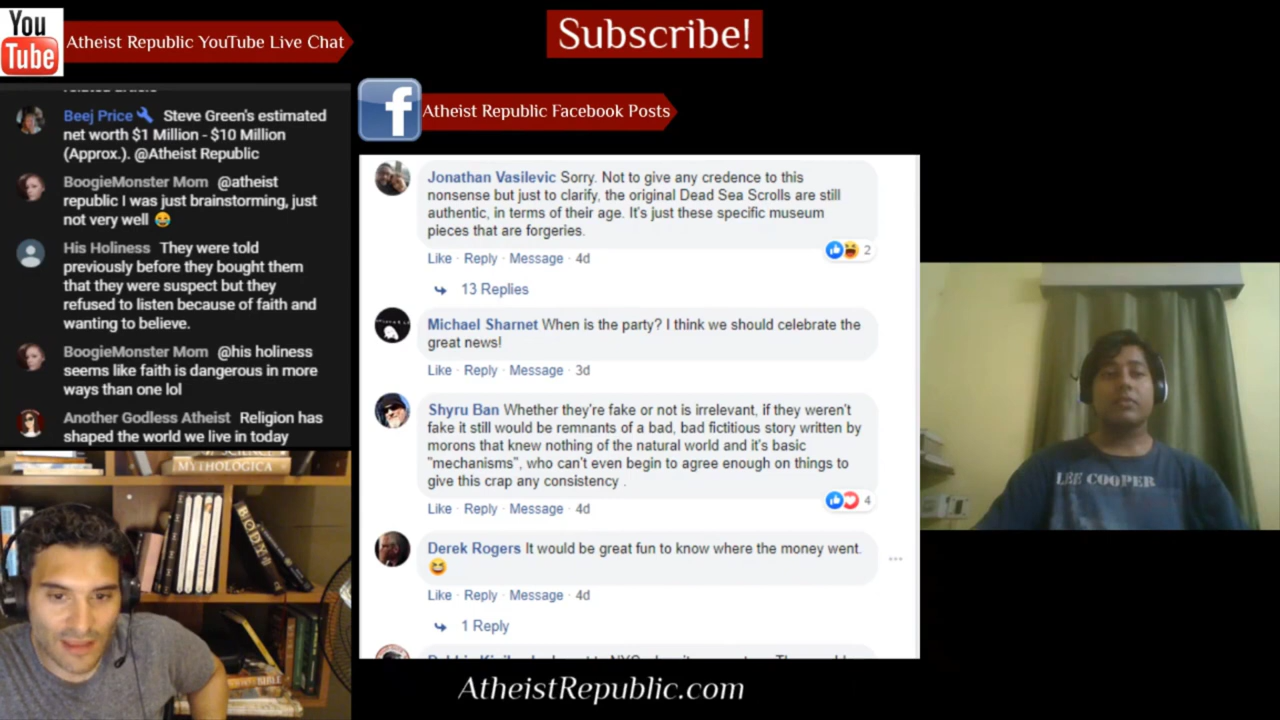 You
Tube
Atheist Republic YouTube Live Chat
Subscribe!
Beej Price Steve Green's estimated
net worth $1 Million - $10 Million
(Approx.). @Atheist Republic
BoogieMonster Mom @atheist
republic I was just brainstorming, just
not very well 😂
His Holiness They were told
previously before they bought them
that they were suspect but they
refused to listen because of faith and
wanting to believe.
BoogieMonster Mom @his holiness
seems like faith is dangerous in more
ways than one lol
Another Godless Atheist Religion has
shaped the world we live in today
f
Atheist Republic Facebook Posts
Jonathan Vasilevic Sorry. Not to give any credence to this
nonsense but just to clarify, the original Dead Sea Scrolls are still
authentic, in terms of their age. It's just these specific museum
pieces that are forgeries.
2
Like · Reply · Message · 4d
13 Replies
Michael Sharnet When is the party? I think we should celebrate the
great news!
Like · Reply · Message · 3d
Shyru Ban Whether they're fake or not is irrelevant, if they weren't
fake it still would be remnants of a bad, bad fictitious story written by
morons that knew nothing of the natural world and it's basic
"mechanisms", who can't even begin to agree enough on things to
give this crap any consistency .
4
Like · Reply · Message · 4d
Derek Rogers It would be great fun to know where the money went.
😆
Like · Reply · Message · 4d
1 Reply
MYTHOLOGICA
BODY
BIBLE
LEE COOPER
AtheistRepublic.com